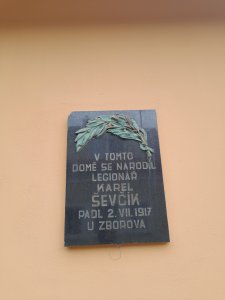 V TOMTO
DOMĚ SE NARODIL
LEGIONÁŘ
KAREL
ŠEVČÍK
PADL 2. VII. 1917
U ZBOROVA